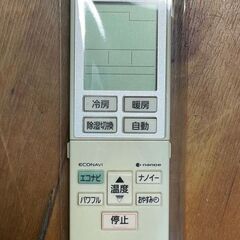 冷房 暖房
除湿切換 自動
ECONAVI nanoe
エコナビ ▲ ナノイー
温度
パワフル ▼ おやすみ
停止